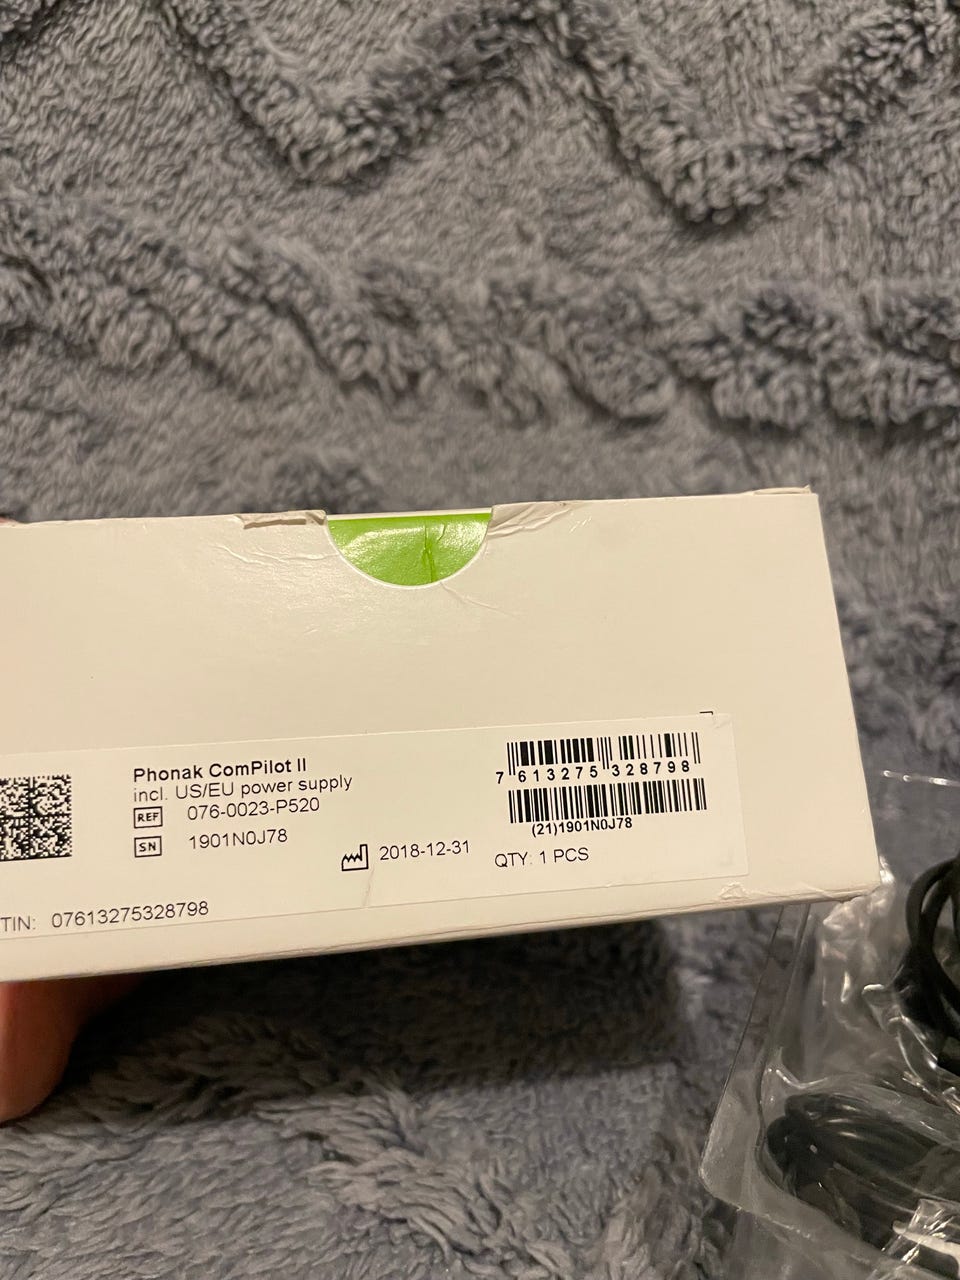 Phonak ComPilot II
incl. US/EU power supply
REF 076-0023-P520
SN 1901N0J78
2018-12-31
TIN: 07613275328798
7 613275 328798
(21)1901N0J78
QTY: 1 PCS